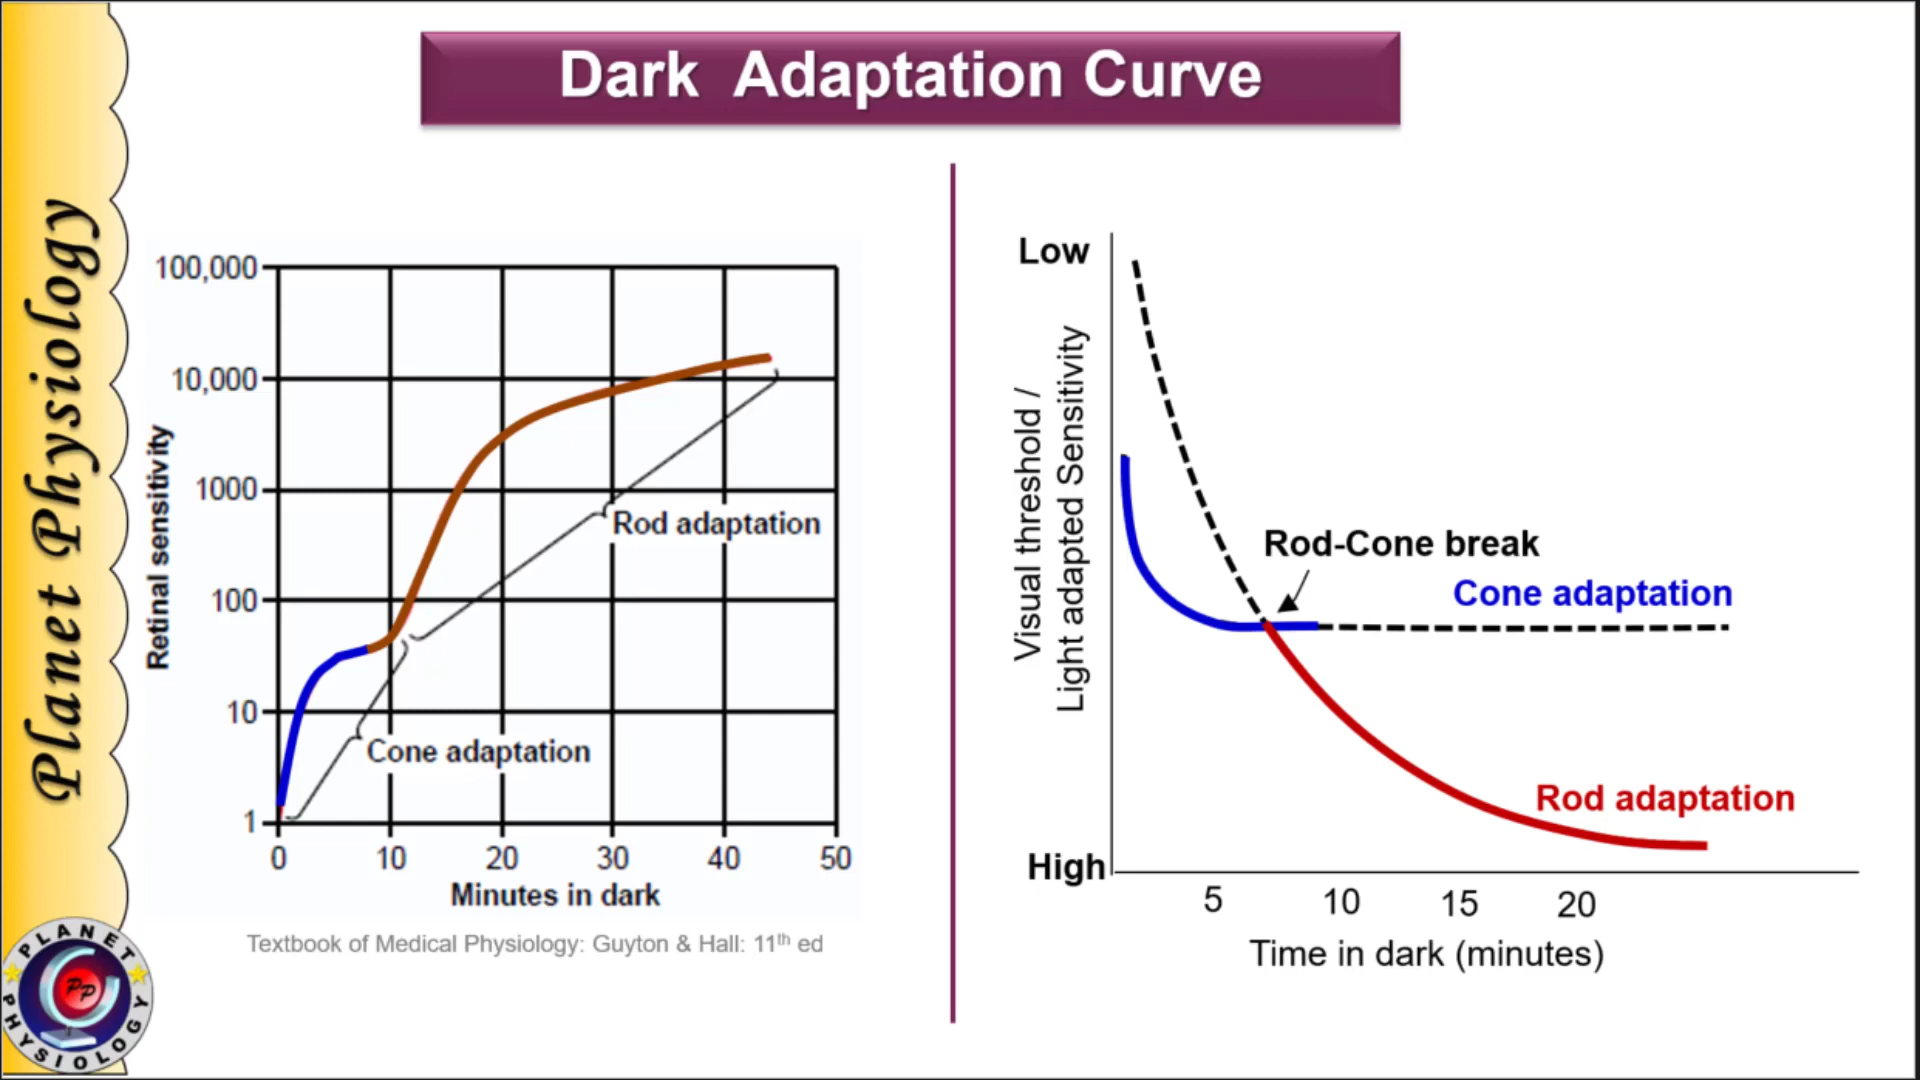 Dark Adaptation Curve
Planet Physiology
100,000
10,000
1000
100
10
1
Retinal sensitivity
Rod adaptation
Cone adaptation
0 10 20 30 40 50
Minutes in dark
Textbook of Medical Physiology: Guyton & Hall: 11th ed
Low
Visual threshold /
Light adapted Sensitivity
High
Rod-Cone break
Cone adaptation
Rod adaptation
5 10 15 20
Time in dark (minutes)
PLANET
PP
PHYSIOLOGY